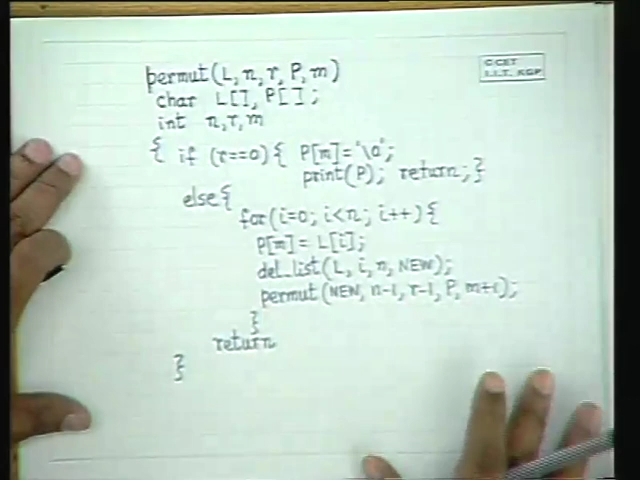 permut(L, n, r, P, m)
C CET
I.I.T. KGP
char L[], P[];
int n, r, m
{ if (r==0) { P[m]='\0';
print(P); return; }
else {
for(i=0; i<n; i++) {
P[m] = L[i];
del_list(L, i, n, NEW);
permut(NEW, n-1, r-1, P, m+1);
}
return
}